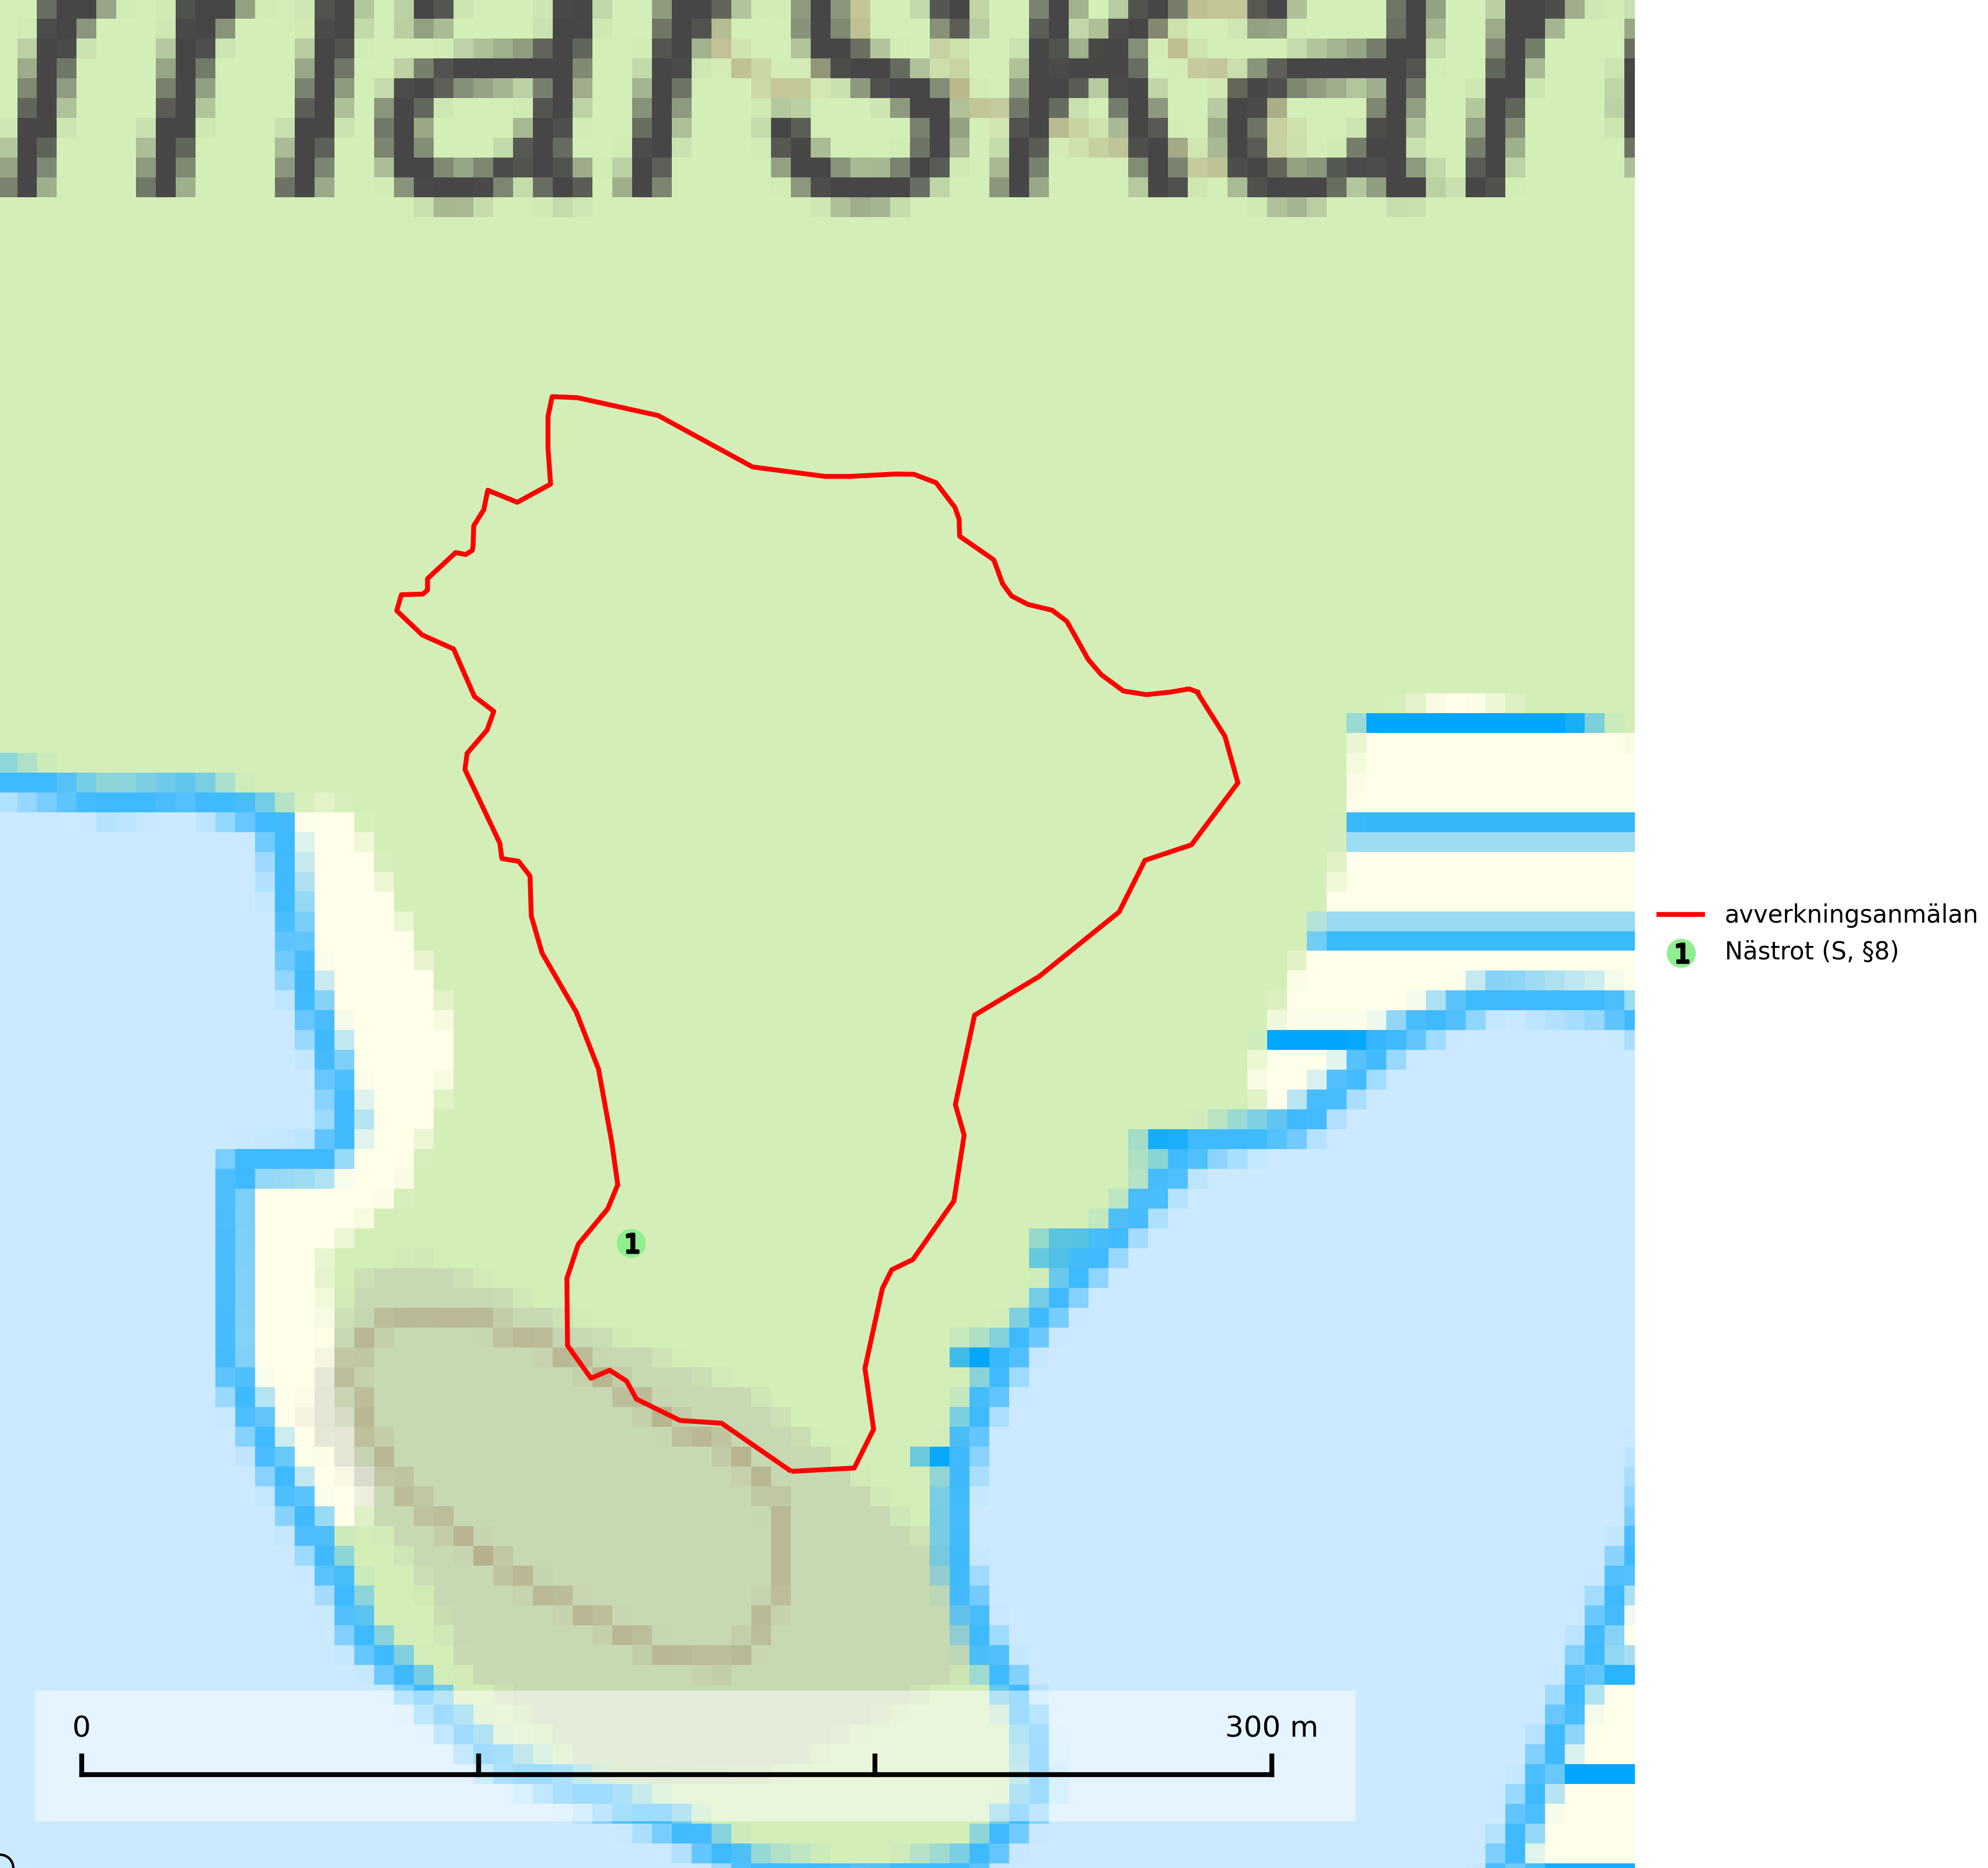 avverkningsanmälan
1 Nästrot (S, §8)
1
0 300 m